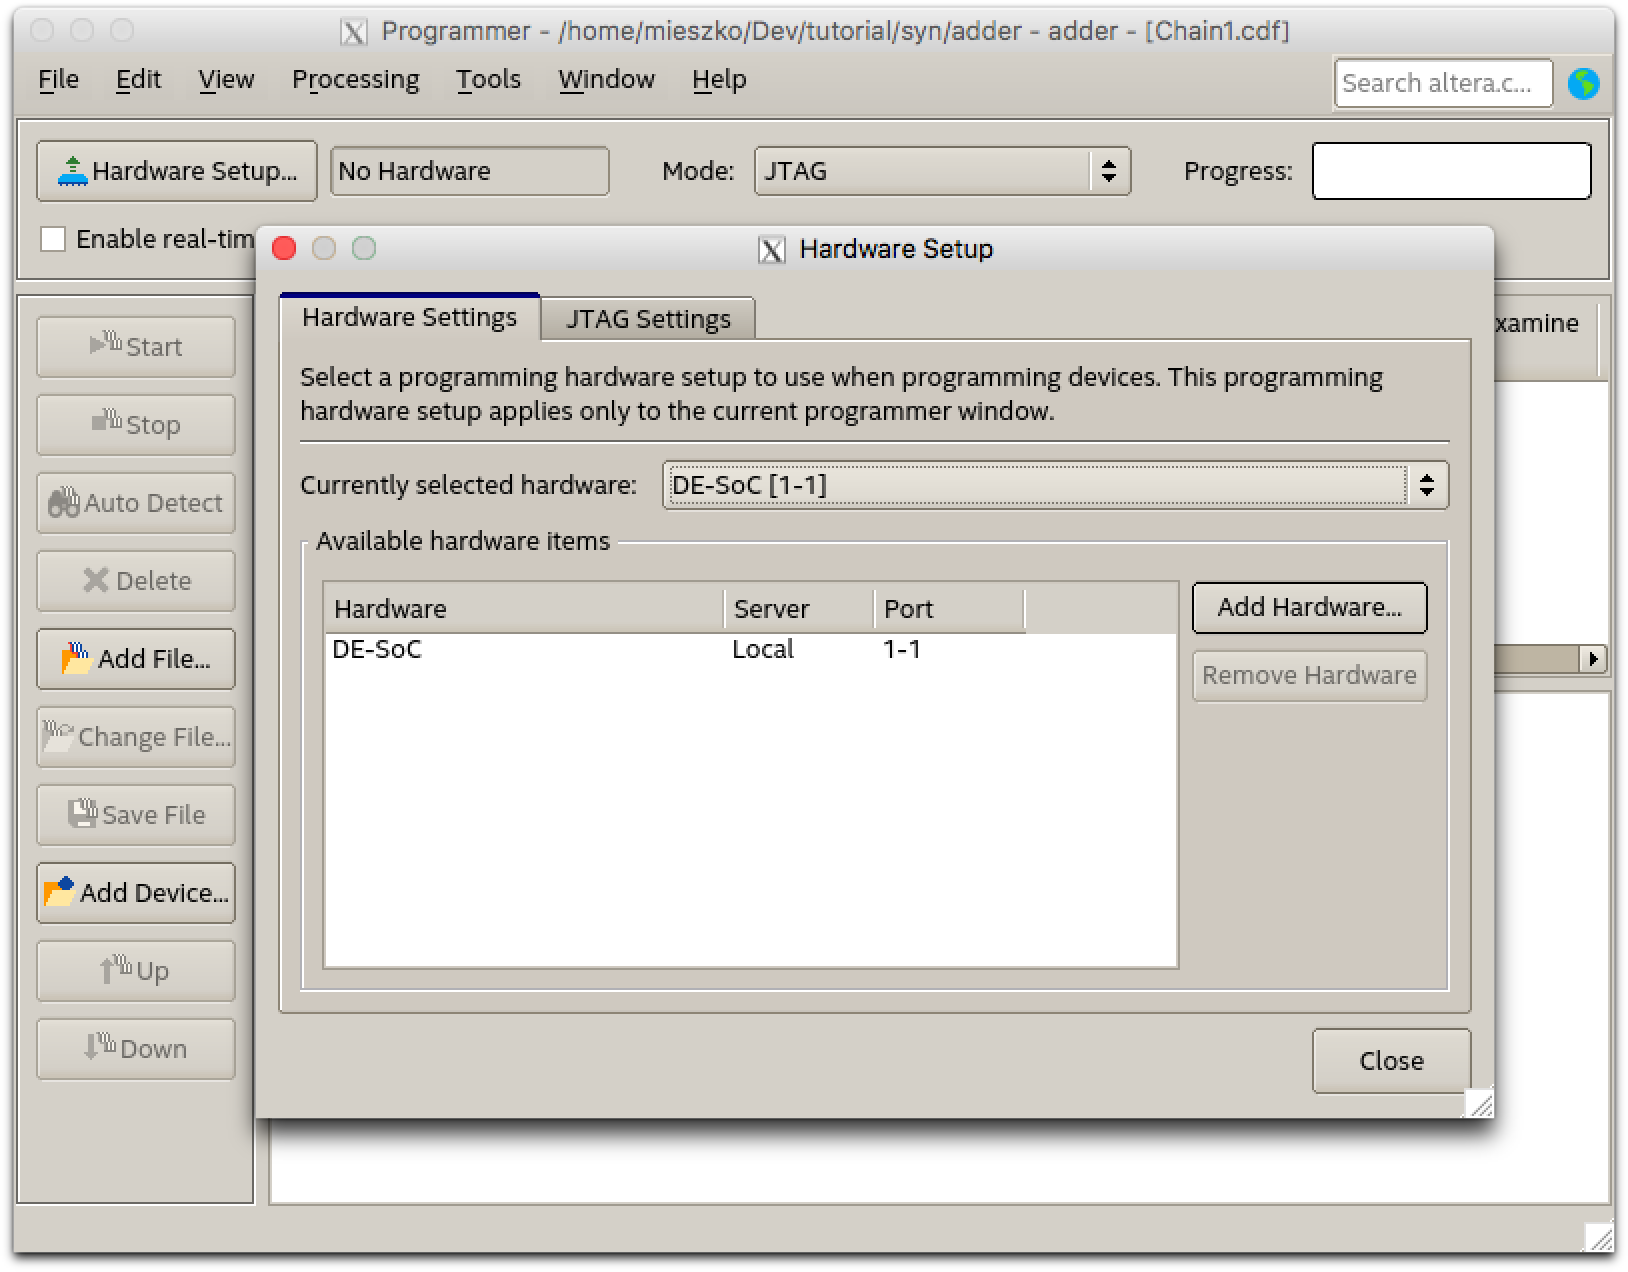 Programmer - /home/mieszko/Dev/tutorial/syn/adder - adder - [Chain1.cdf]
File Edit View Processing Tools Window Help
Search altera.c...
Hardware Setup... No Hardware Mode: JTAG Progress:
Enable real-tim
Hardware Setup
Hardware Settings JTAG Settings
Select a programming hardware setup to use when programming devices. This programming
hardware setup applies only to the current programmer window.
Currently selected hardware: DE-SoC [1-1]
Available hardware items
Hardware Server Port
DE-SoC Local 1-1
Add Hardware...
Remove Hardware
Close
xamine
Start
Stop
Auto Detect
Delete
Add File...
Change File...
Save File
Add Device...
Up
Down